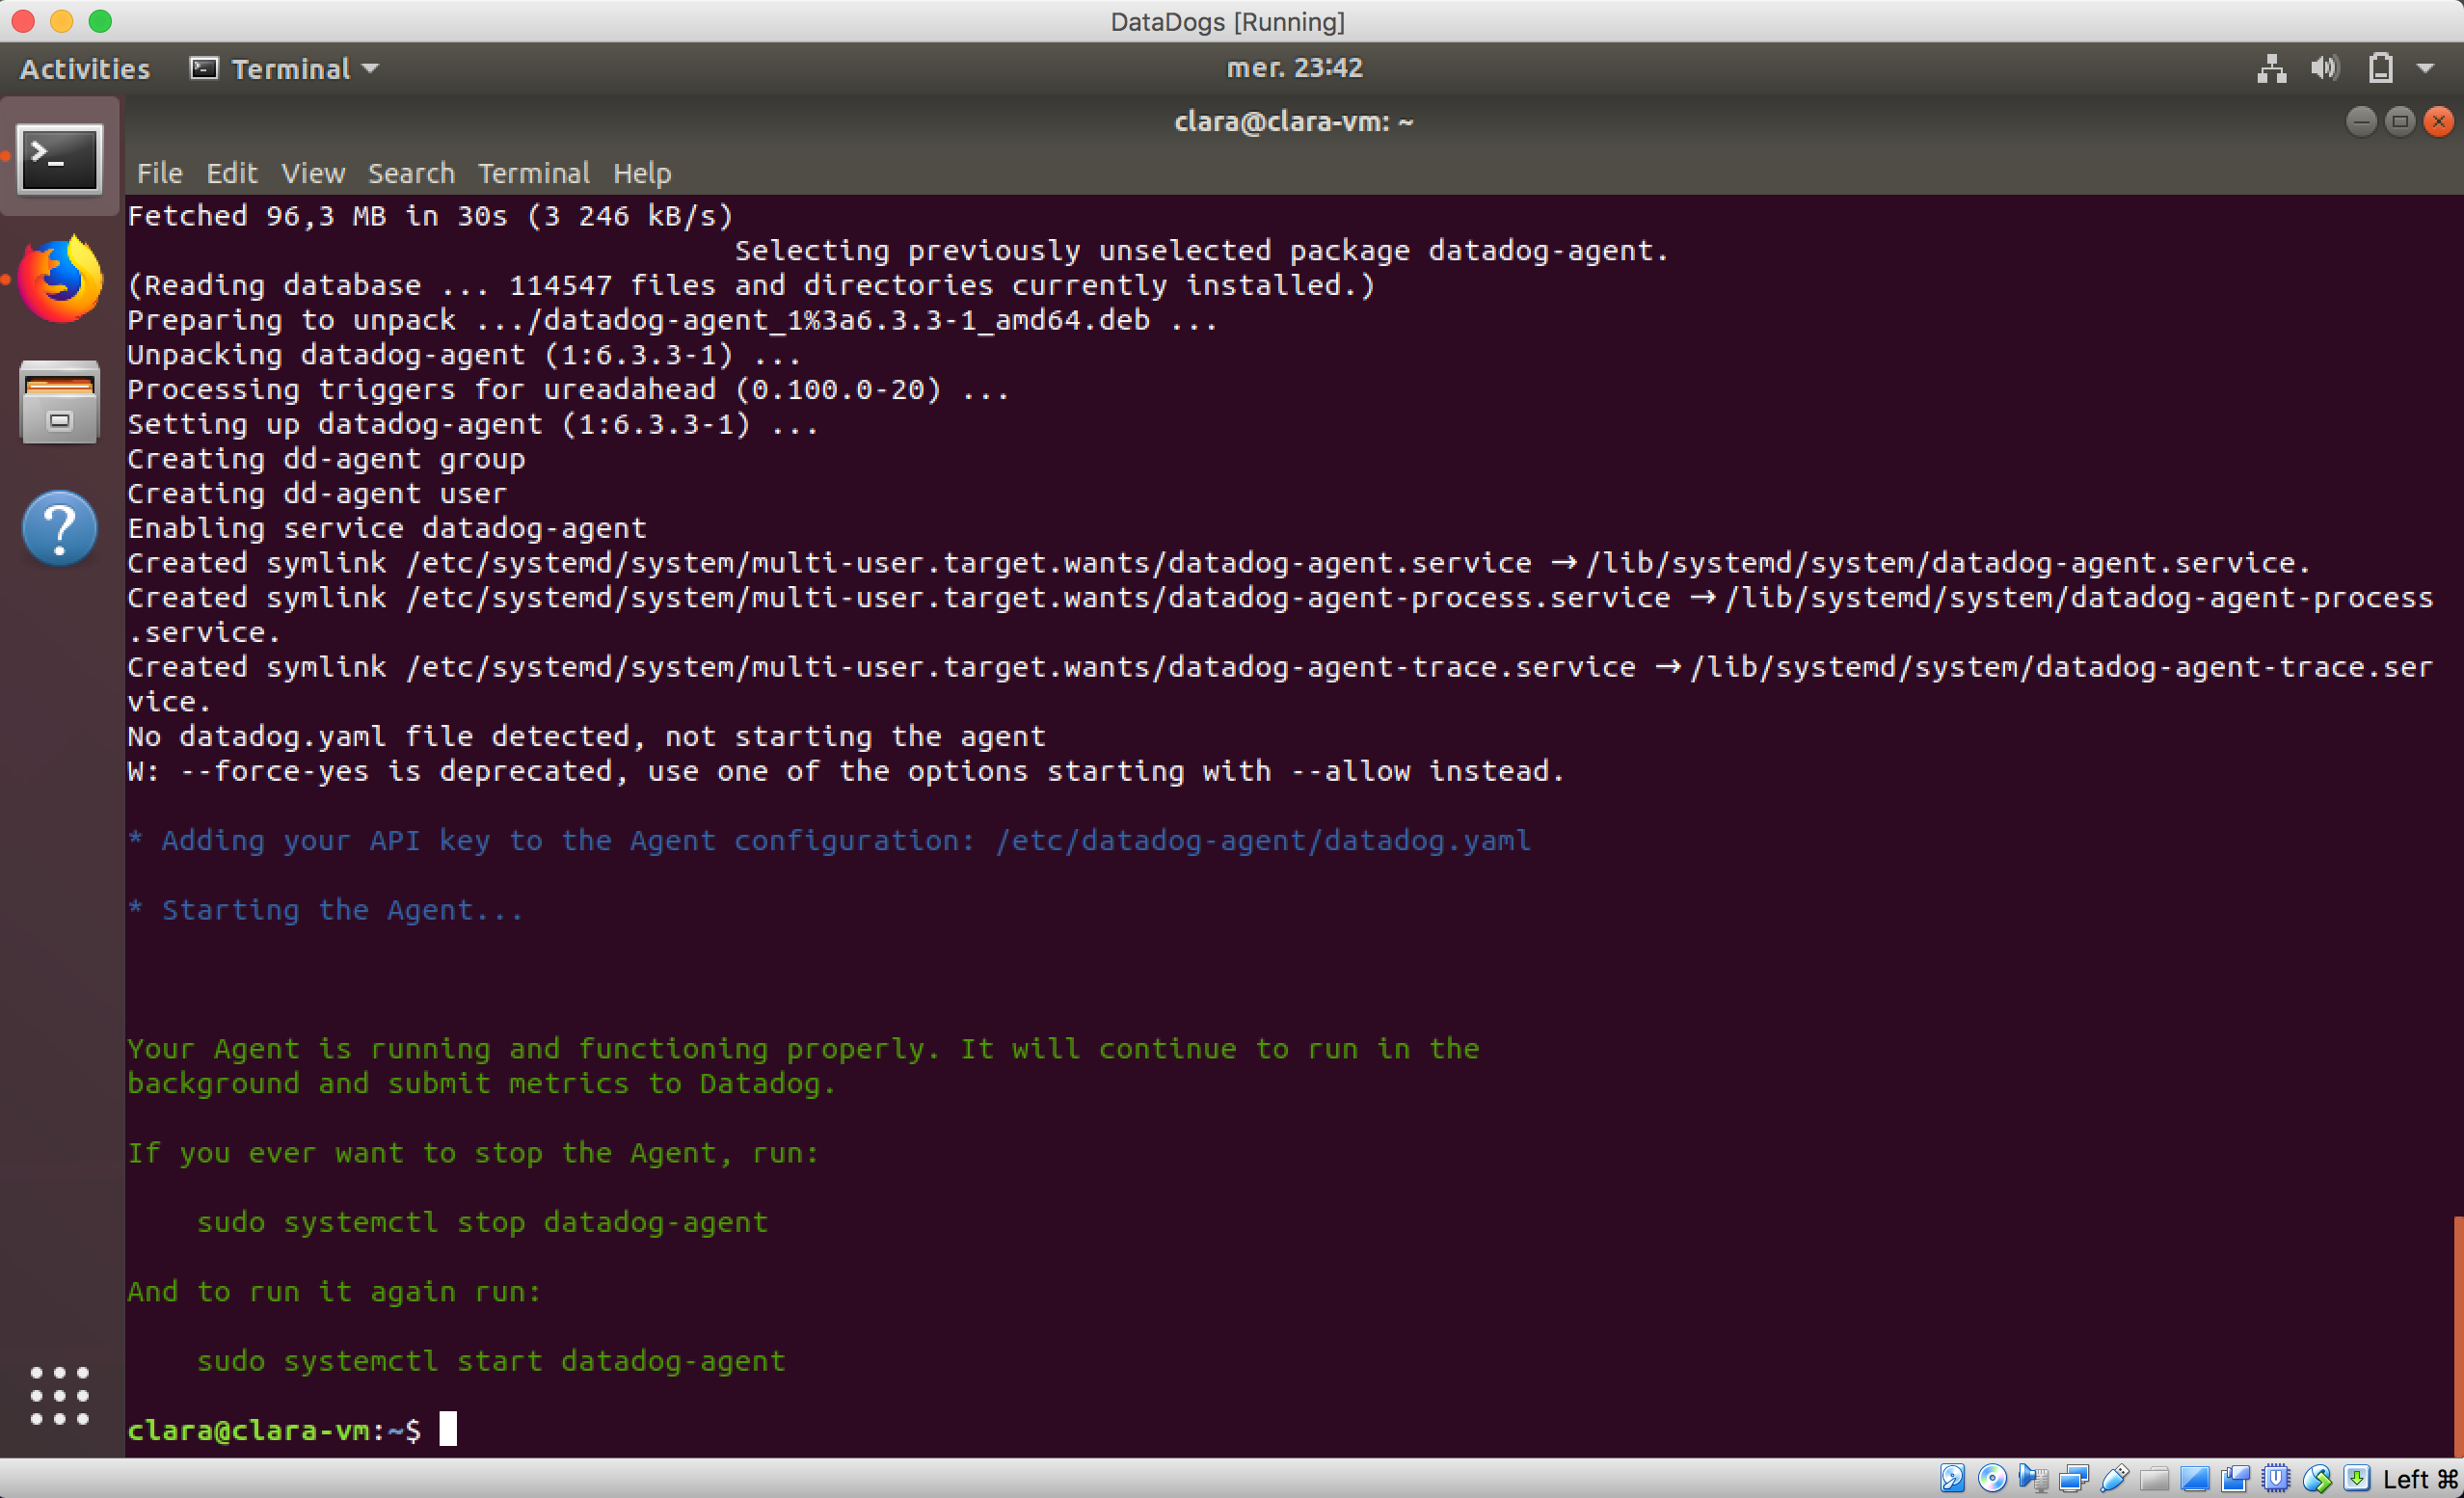 DataDogs [Running]
Activities Terminal mer. 23:42
clara@clara-vm: ~
File Edit View Search Terminal Help
Fetched 96,3 MB in 30s (3 246 kB/s)
Selecting previously unselected package datadog-agent.
(Reading database ... 114547 files and directories currently installed.)
Preparing to unpack .../datadog-agent_1%3a6.3.3-1_amd64.deb ...
Unpacking datadog-agent (1:6.3.3-1) ...
Processing triggers for ureadahead (0.100.0-20) ...
Setting up datadog-agent (1:6.3.3-1) ...
Creating dd-agent group
Creating dd-agent user
Enabling service datadog-agent
Created symlink /etc/systemd/system/multi-user.target.wants/datadog-agent.service → /lib/systemd/system/datadog-agent.service.
Created symlink /etc/systemd/system/multi-user.target.wants/datadog-agent-process.service → /lib/systemd/system/datadog-agent-process
.service.
Created symlink /etc/systemd/system/multi-user.target.wants/datadog-agent-trace.service → /lib/systemd/system/datadog-agent-trace.ser
vice.
No datadog.yaml file detected, not starting the agent
W: --force-yes is deprecated, use one of the options starting with --allow instead.
* Adding your API key to the Agent configuration: /etc/datadog-agent/datadog.yaml
* Starting the Agent...
Your Agent is running and functioning properly. It will continue to run in the
background and submit metrics to Datadog.
If you ever want to stop the Agent, run:
sudo systemctl stop datadog-agent
And to run it again run:
sudo systemctl start datadog-agent
clara@clara-vm:~$
Left ⌘